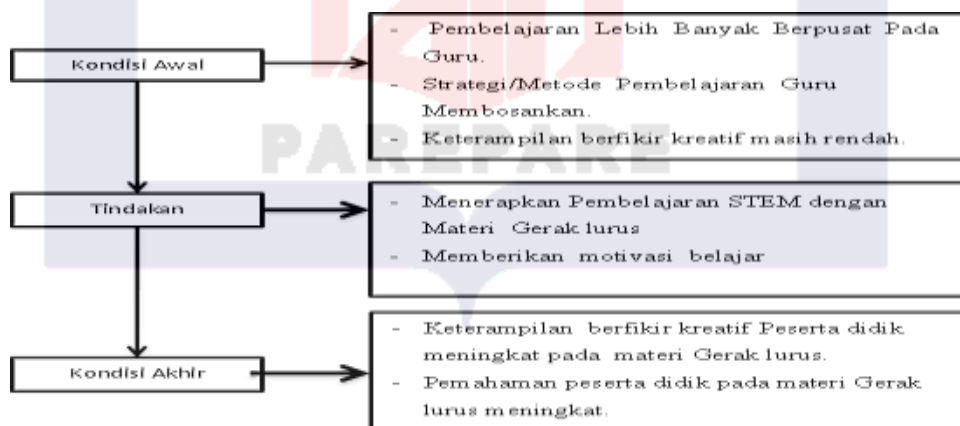 Kondisi Awal
- Pembelajaran Lebih Banyak Berpusat Pada
Guru.
- Strategi/Metode Pembelajaran Guru
Membosankan.
- Keterampilan berfikir kreatif masih rendah.
PAREPARE
Tindakan
- Menerapkan Pembelajaran STEM dengan
Materi Gerak lurus
- Memberikan motivasi belajar
Kondisi Akhir
- Keterampilan berfikir kreatif Peserta didik
meningkat pada materi Gerak lurus.
- Pemahaman peserta didik pada materi Gerak
lurus meningkat.